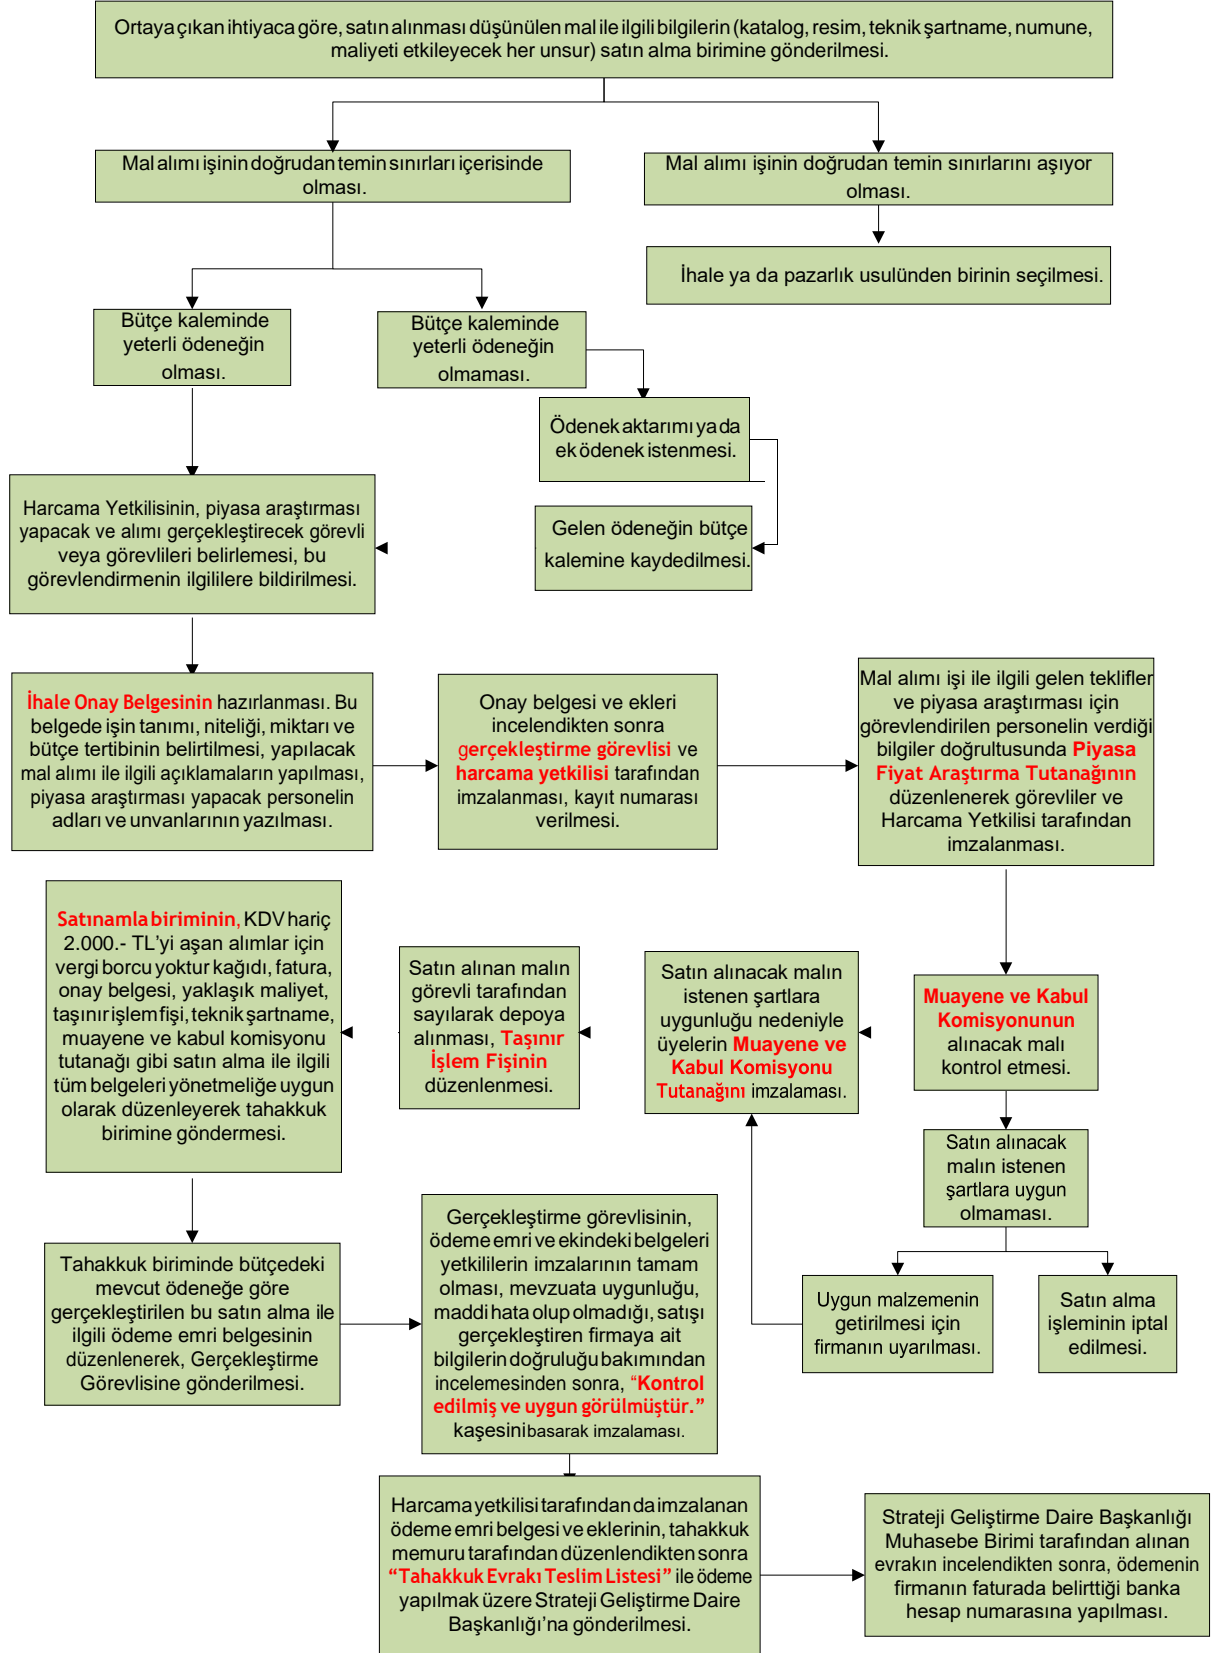 Ortaya çıkan ihtiyaca göre, satın alınması düşünülen mal ile ilgili bilgilerin (katalog, resim, teknik şartname, numune,
maliyeti etkileyecek her unsur) satın alma birimine gönderilmesi.
Mal alımı işinin doğrudan temin sınırları içerisinde
olması.
Mal alımı işinin doğrudan temin sınırlarını aşıyor
olması.
İhale ya da pazarlık usulünden birinin seçilmesi.
Bütçe kaleminde
yeterli ödeneğin
olması.
Bütçe kaleminde
yeterli ödeneğin
olmaması.
Ödenek aktarımı ya da
ek ödenek istenmesi.
Gelen ödeneğin bütçe
kalemine kaydedilmesi.
Harcama Yetkilisinin, piyasa araştırması
yapacak ve alımı gerçekleştirecek görevli
veya görevlileri belirlemesi, bu
görevlendirmenin ilgililere bildirilmesi.
İhale Onay Belgesinin hazırlanması. Bu
belgede işin tanımı, niteliği, miktarı ve
bütçe tertibinin belirtilmesi, yapılacak
mal alımı ile ilgili açıklamaların yapılması,
piyasa araştırması yapacak personelin
adları ve unvanlarının yazılması.
Onay belgesi ve ekleri
incelendikten sonra
gerçekleştirme görevlisi ve
harcama yetkilisi tarafından
imzalanması, kayıt numarası
verilmesi.
Mal alımı işi ile ilgili gelen teklifler
ve piyasa araştırması için
görevlendirilen personelin verdiği
bilgiler doğrultusunda Piyasa
Fiyat Araştırma Tutanağının
düzenlenerek görevliler ve
Harcama Yetkilisi tarafından
imzalanması.
Muayene ve Kabul
Komisyonunun
alınacak malı
kontrol etmesi.
Satın alınacak malın
istenen şartlara
uygunluğu nedeniyle
üyelerin Muayene ve
Kabul Komisyonu
Tutanağını imzalaması.
Satın alınan malın
görevli tarafından
sayılarak depoya
alınması, Taşınır
İşlem Fişinin
düzenlenmesi.
Satınamla biriminin, KDV hariç
2.000.- TL'yi aşan alımlar için
vergi borcu yoktur kağıdı, fatura,
onay belgesi, yaklaşık maliyet,
taşınır işlem fişi, teknik şartname,
muayene ve kabul komisyonu
tutanağı gibi satın alma ile ilgili
tüm belgeleri yönetmeliğe uygun
olarak düzenleyerek tahakkuk
birimine göndermesi.
Satın alınacak
malın istenen
şartlara uygun
olmaması.
Uygun malzemenin
getirilmesi için
firmanın uyarılması.
Satın alma
işleminin iptal
edilmesi.
Tahakkuk biriminde bütçedeki
mevcut ödeneğe göre
gerçekleştirilen bu satın alma ile
ilgili ödeme emri belgesinin
düzenlenerek, Gerçekleştirme
Görevlisine gönderilmesi.
Gerçekleştirme görevlisinin,
ödeme emri ve ekindeki belgeleri
yetkililerin imzalarının tamam
olması, mevzuata uygunluğu,
maddi hata olup olmadığı, satışı
gerçekleştiren firmaya ait
bilgilerin doğruluğu bakımından
incelemesinden sonra, “Kontrol
edilmiş ve uygun görülmüştür.”
kaşesini basarak imzalaması.
Harcama yetkilisi tarafından da imzalanan
ödeme emri belgesi ve eklerinin, tahakkuk
memuru tarafından düzenlendikten sonra
“Tahakkuk Evrakı Teslim Listesi” ile ödeme
yapılmak üzere Strateji Geliştirme Daire
Başkanlığı’na gönderilmesi.
Strateji Geliştirme Daire Başkanlığı
Muhasebe Birimi tarafından alınan
evrakın incelendikten sonra, ödemenin
firmanın faturada belirttiği banka
hesap numarasına yapılması.